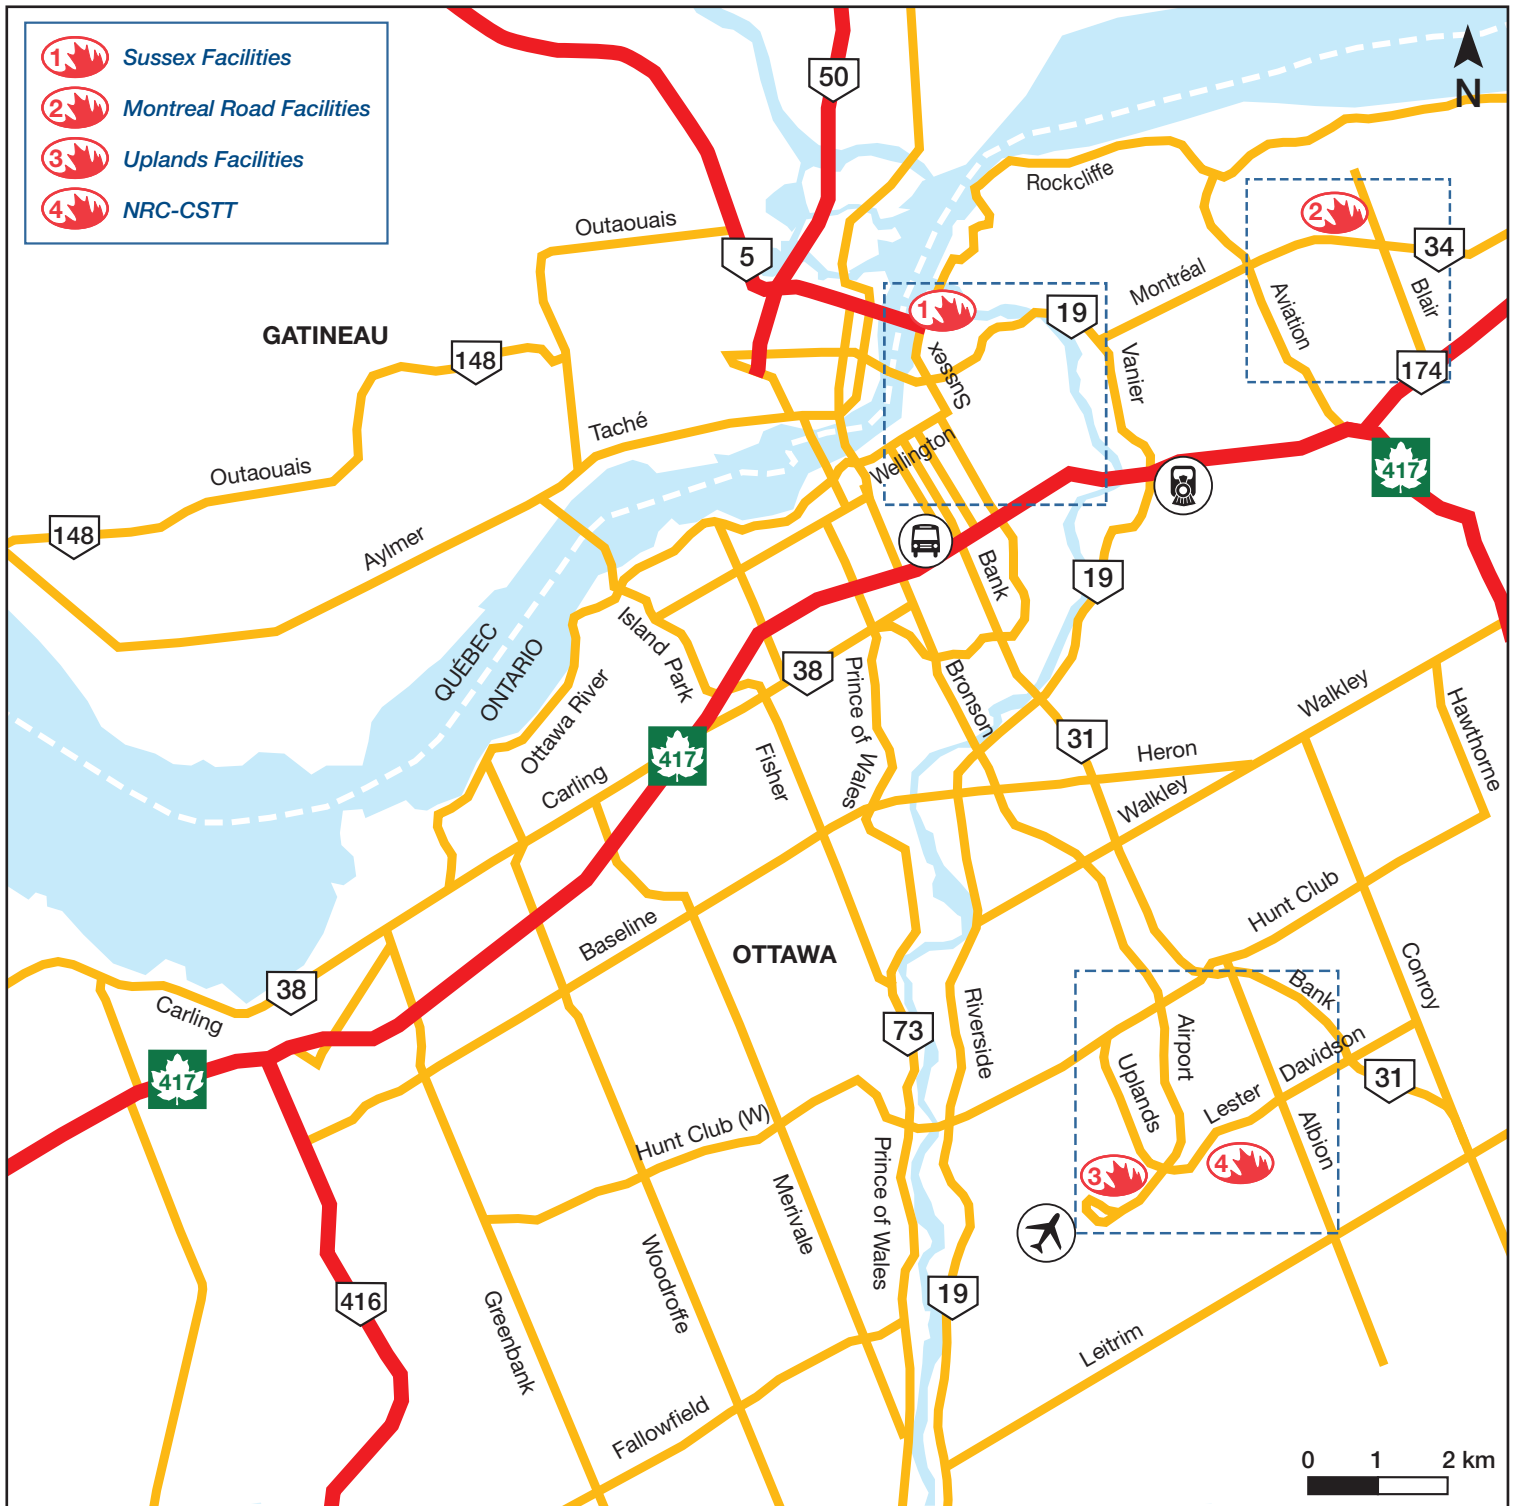 1 Sussex Facilities
2 Montreal Road Facilities
3 Uplands Facilities
4 NRC-CSTT
N
50
Rockcliffe
2
Outaouais
5
34
Montréal
Blair
1
19
Aviation
GATINEAU
148
Sussex
Vanier
174
Taché
Wellington
417
Outaouais
148
Aylmer
Bank
19
Island Park
QUÉBEC
ONTARIO
38
Prince of Wales
Bronson
Ottawa River
Walkley
Hawthorne
31
Heron
417
Fisher
Carling
Walkley
Hunt Club
Baseline
OTTAWA
Conroy
38
Bank
Carling
73
Riverside
Airport
Davidson
417
Uplands
31
Lester
Hunt Club (W)
Albion
Prince of Wales
3
4
Merivale
Woodroffe
416
19
Greenbank
Leitrim
Fallowfield
0 1 2 km